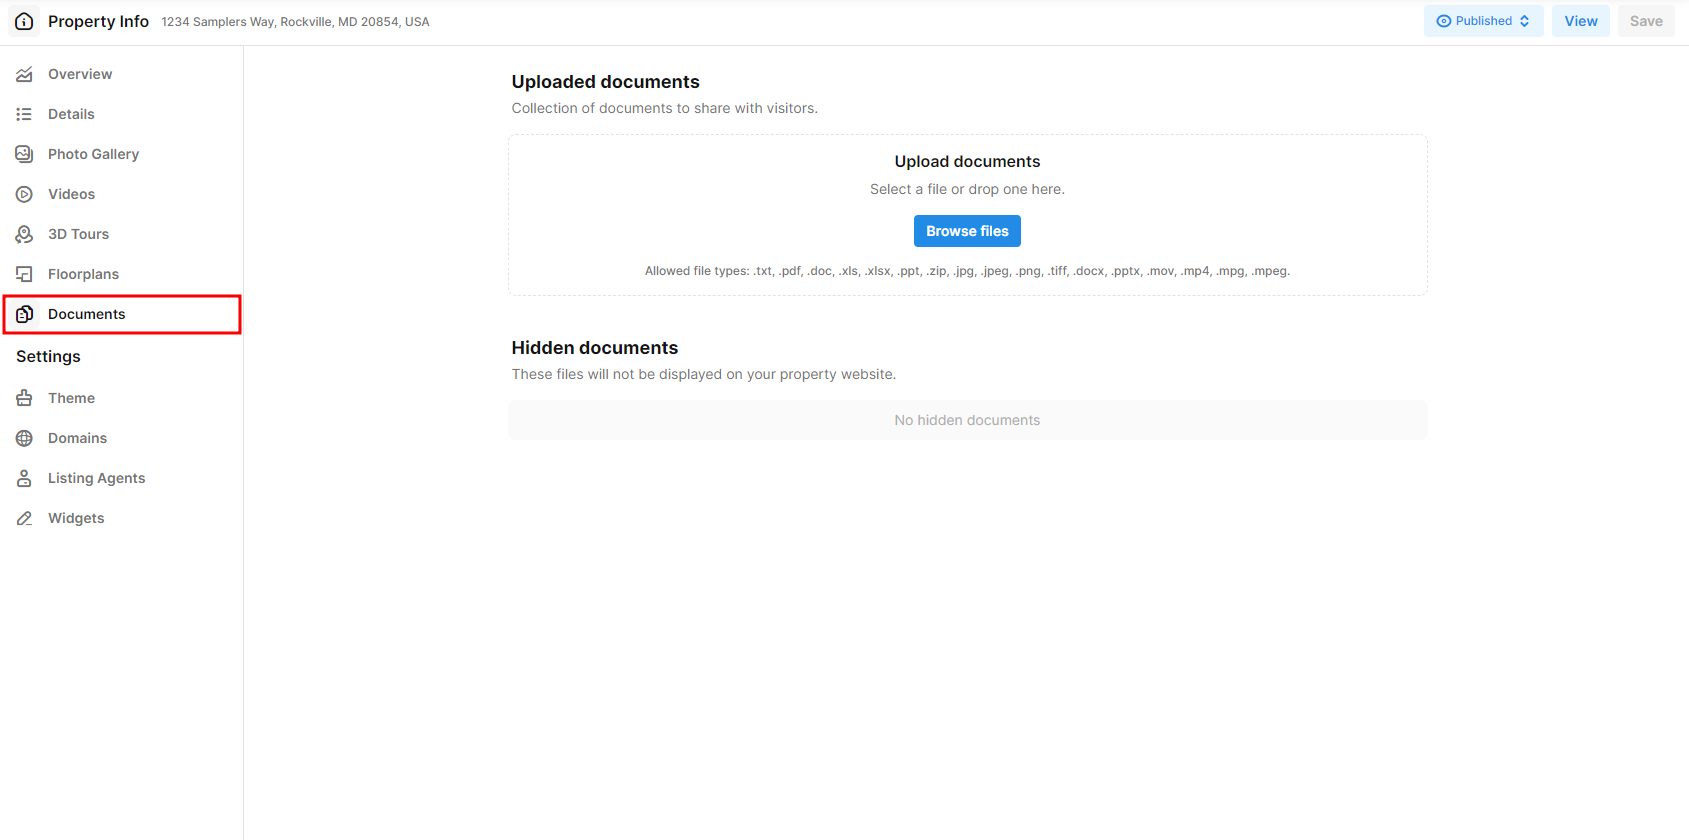 Property Info 1234 Samplers Way, Rockville, MD 20854, USA
Published
View
Save
Overview
Details
Photo Gallery
Videos
3D Tours
Floorplans
Documents
Settings
Theme
Domains
Listing Agents
Widgets
Uploaded documents
Collection of documents to share with visitors.
Upload documents
Select a file or drop one here.
Browse files
Allowed file types: .txt, .pdf, .doc, .xls, .xlsx, .ppt, .zip, .jpg, .jpeg, .png, .tiff, .docx, .pptx, .mov, .mp4, .mpg, .mpeg.
Hidden documents
These files will not be displayed on your property website.
No hidden documents